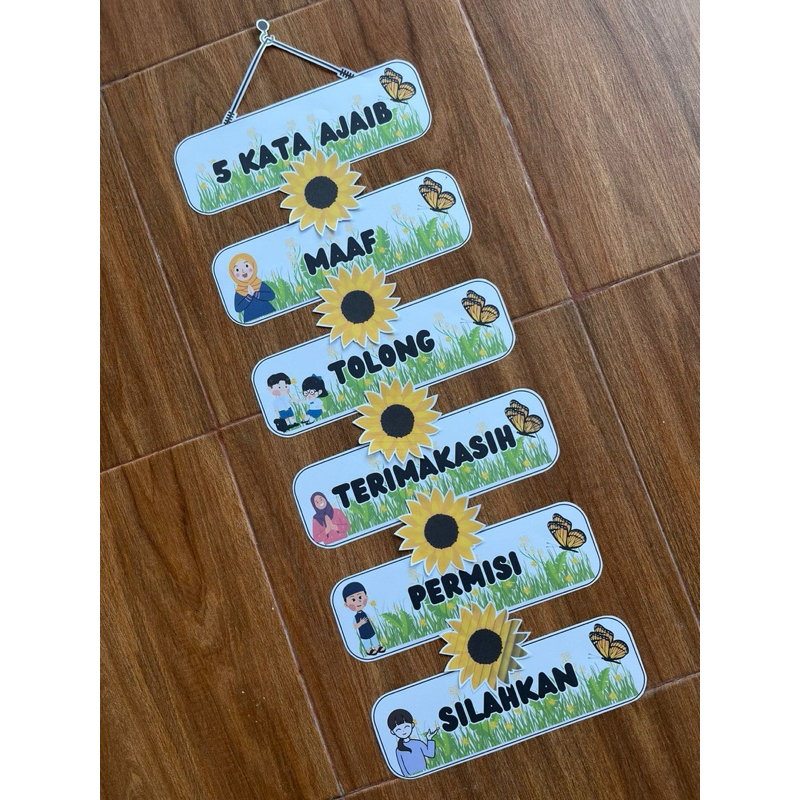 5 KATA AJAIB
MAAF
TOLONG
TERIMAKASIH
PERMISI
SILAHKAN